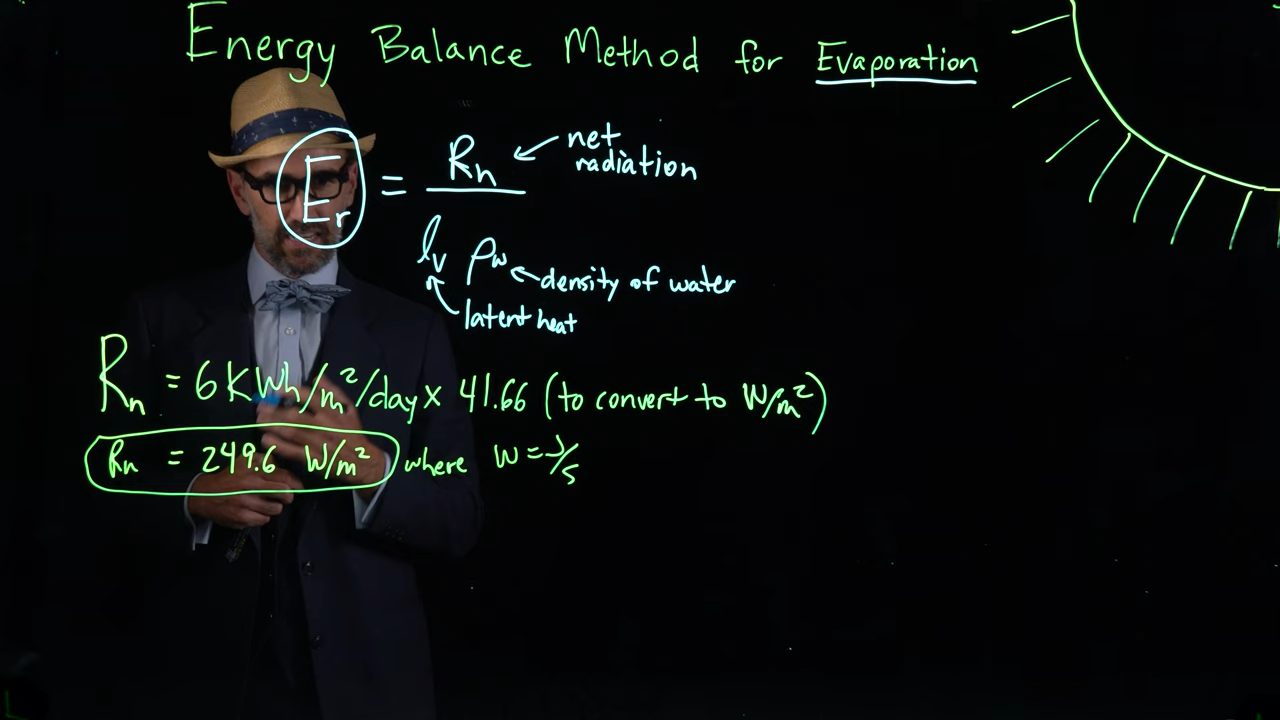 Energy Balance Method for Evaporation
Er = Rn ← net radiation
lv ρw ← density of water
latent heat
Rn = 6 KWh/m²/day × 41.66 (to convert to W/m²)
Rn = 249.6 W/m² where W = J/s